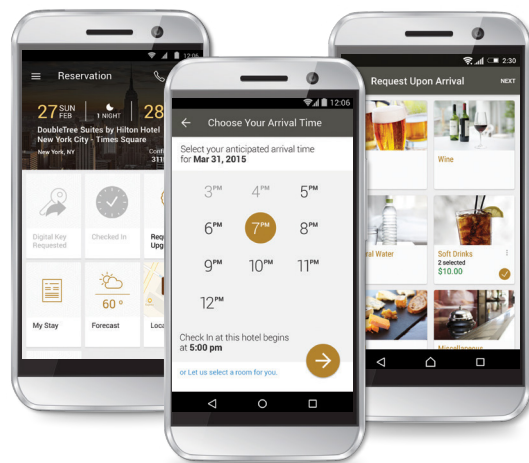 12:06
Reservation
27 SUN FEB
1 NIGHT
28
DoubleTree Suites by Hilton Hotel
New York City - Times Square
New York, NY
311
Digital Key
Requested
Checked In
My Stay
60°
Forecast
12:06
Choose Your Arrival Time
Select your anticipated arrival time
for Mar 31, 2015
3PM 4PM 5PM
6PM 7PM 8PM
9PM 10PM 11PM
12PM
Check In at this hotel begins
at 5:00 pm
or Let us select a room for you.
2:30
Request Upon Arrival
NEXT
Wine
Water
Soft Drinks
2 selected
$10.00
Miscellaneous